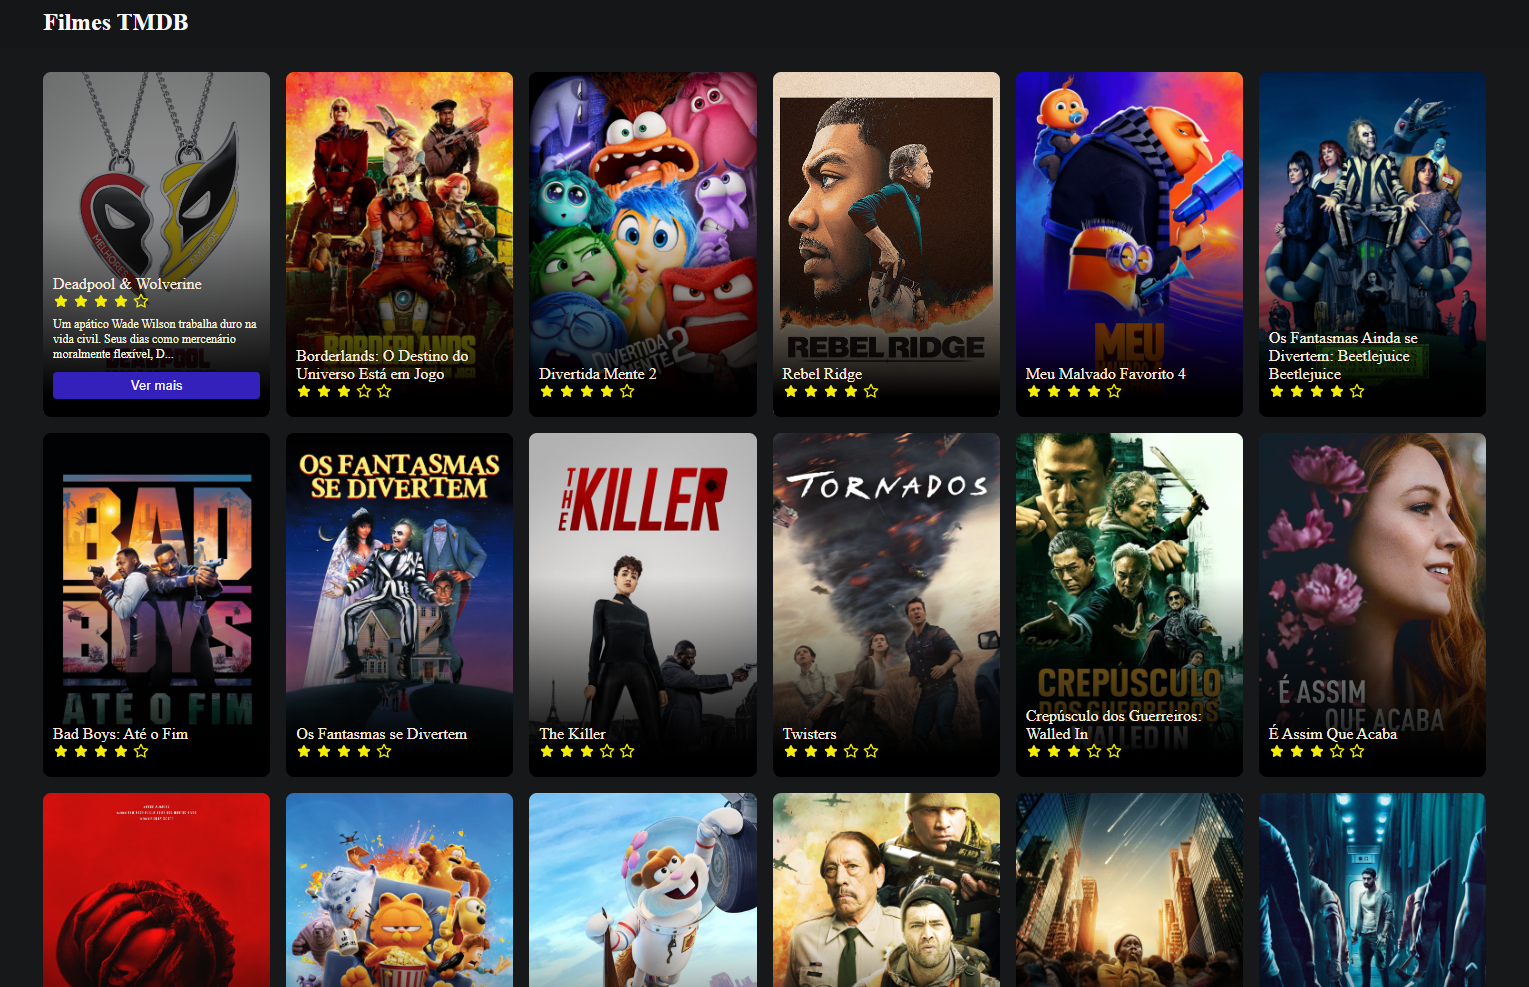 Filmes TMDB
MELHORES
Deadpool & Wolverine
Um apático Wade Wilson trabalha duro na
vida civil. Seus dias como mercenário
moralmente flexível, D...
DEADPOOL
Ver mais
BORDERLANDS
Borderlands: O Destino do
Universo Está em Jogo
DIVERTIDA
MENTE 2
Divertida Mente 2
REBEL RIDGE
Rebel Ridge
MEU
Meu Malvado Favorito 4
Os Fantasmas Ainda se
Divertem: Beetlejuice
Beetlejuice
BAD
BOYS
ATÉ O FIM
Bad Boys: Até o Fim
OS FANTASMAS
SE DIVERTEM
Os Fantasmas se Divertem
THE
KILLER
The Killer
TORNADOS
Twisters
CREPÚSCULO
DOS GUERREIROS
WALLED IN
Crepúsculo dos Guerreiros:
Walled In
É ASSIM
QUE ACABA
É Assim Que Acaba